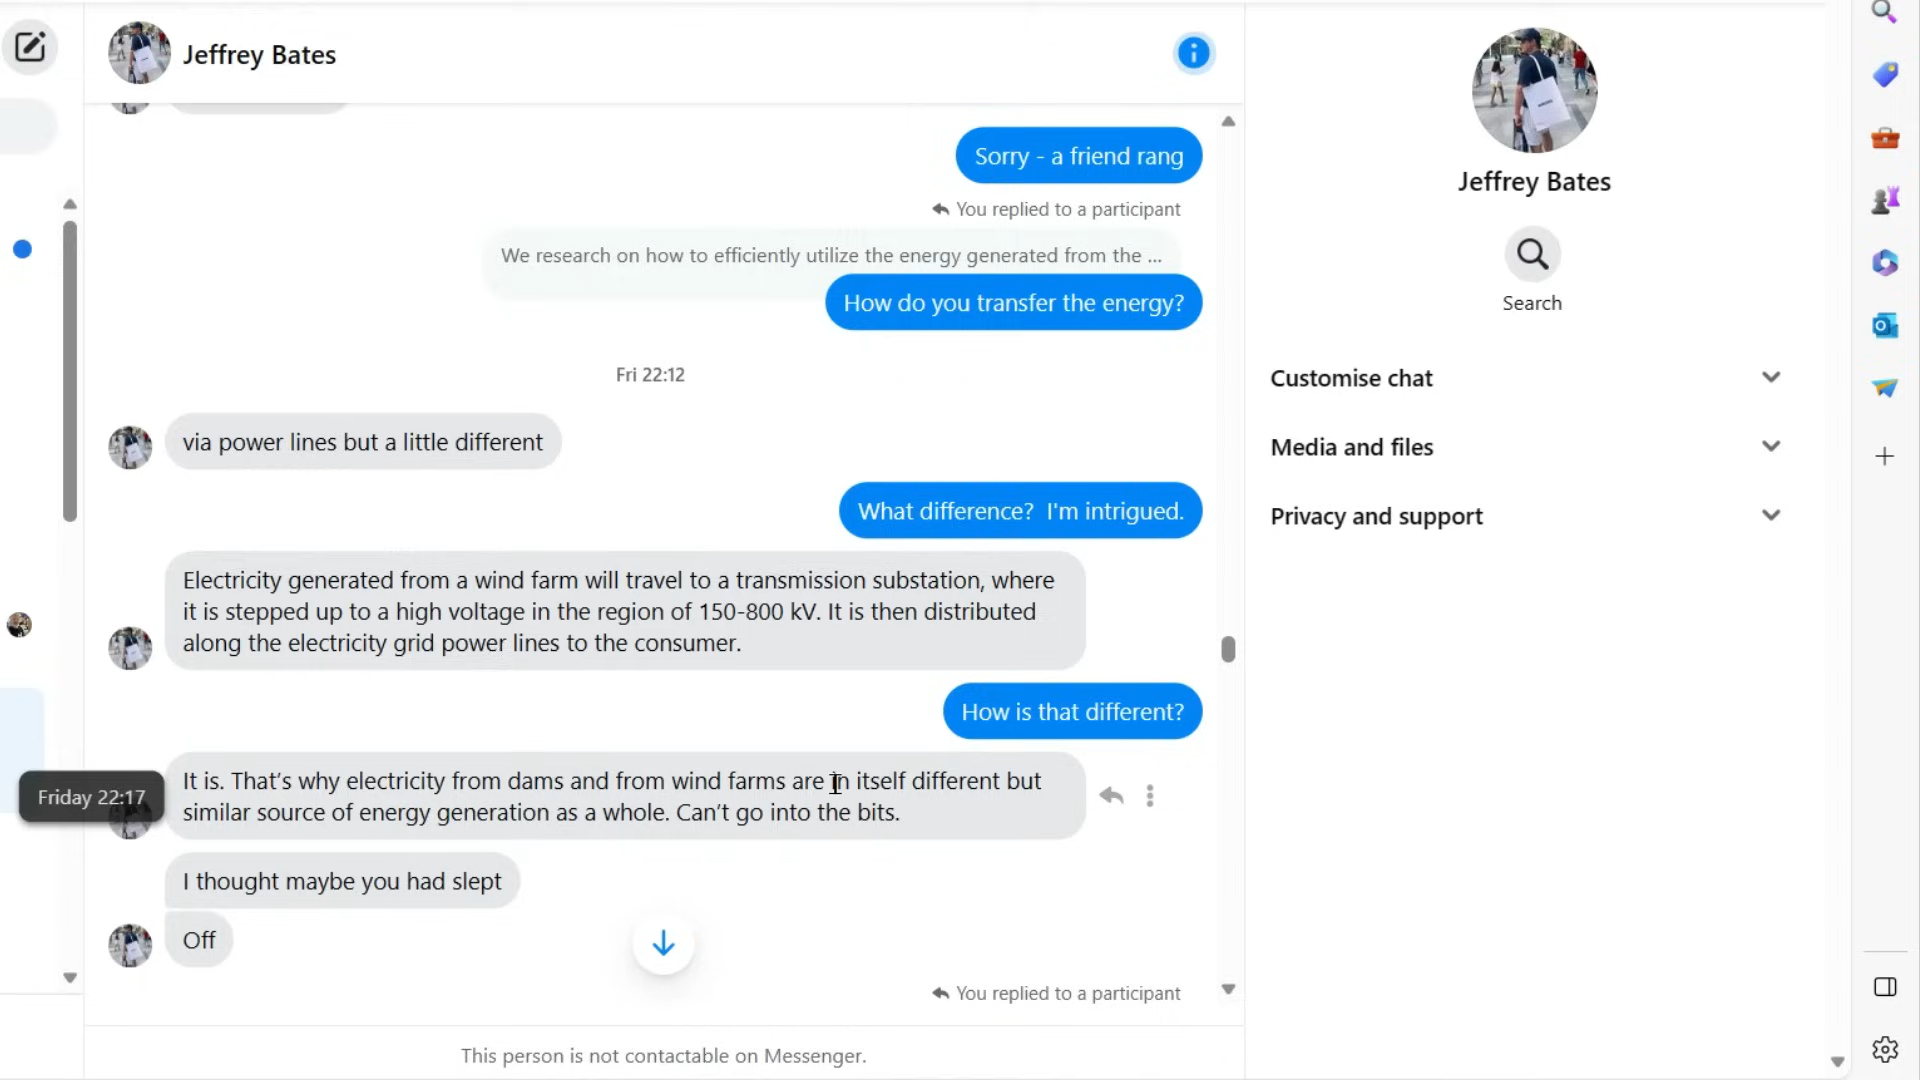 Jeffrey Bates
Sorry - a friend rang
You replied to a participant
We research on how to efficiently utilize the energy generated from the ...
How do you transfer the energy?
Fri 22:12
via power lines but a little different
What difference?  I'm intrigued.
Electricity generated from a wind farm will travel to a transmission substation, where
it is stepped up to a high voltage in the region of 150-800 kV. It is then distributed
along the electricity grid power lines to the consumer.
How is that different?
Friday 22:17
It is. That’s why electricity from dams and from wind farms are in itself different but
similar source of energy generation as a whole. Can’t go into the bits.
I thought maybe you had slept
Off
You replied to a participant
This person is not contactable on Messenger.
Jeffrey Bates
Search
Customise chat
Media and files
Privacy and support